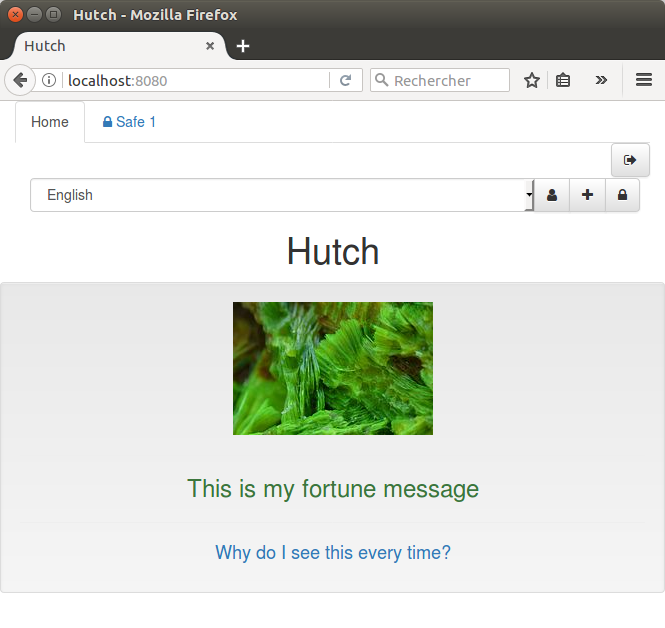 Hutch - Mozilla Firefox
Hutch
localhost:8080
Rechercher
Home
Safe 1
English
Hutch
This is my fortune message
Why do I see this every time?